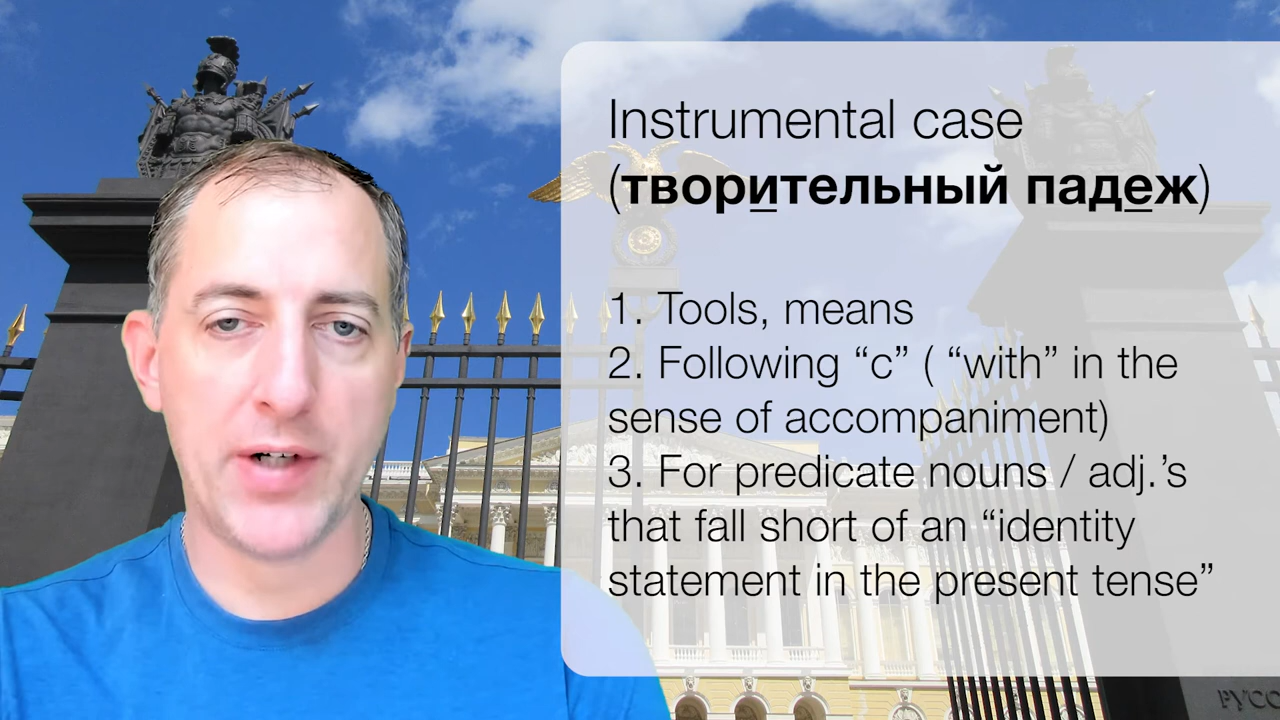 Instrumental case
(творительный падеж)
1. Tools, means
2. Following “с” ( “with” in the
sense of accompaniment)
3. For predicate nouns / adj.’s
that fall short of an “identity
statement in the present tense”
РУСС